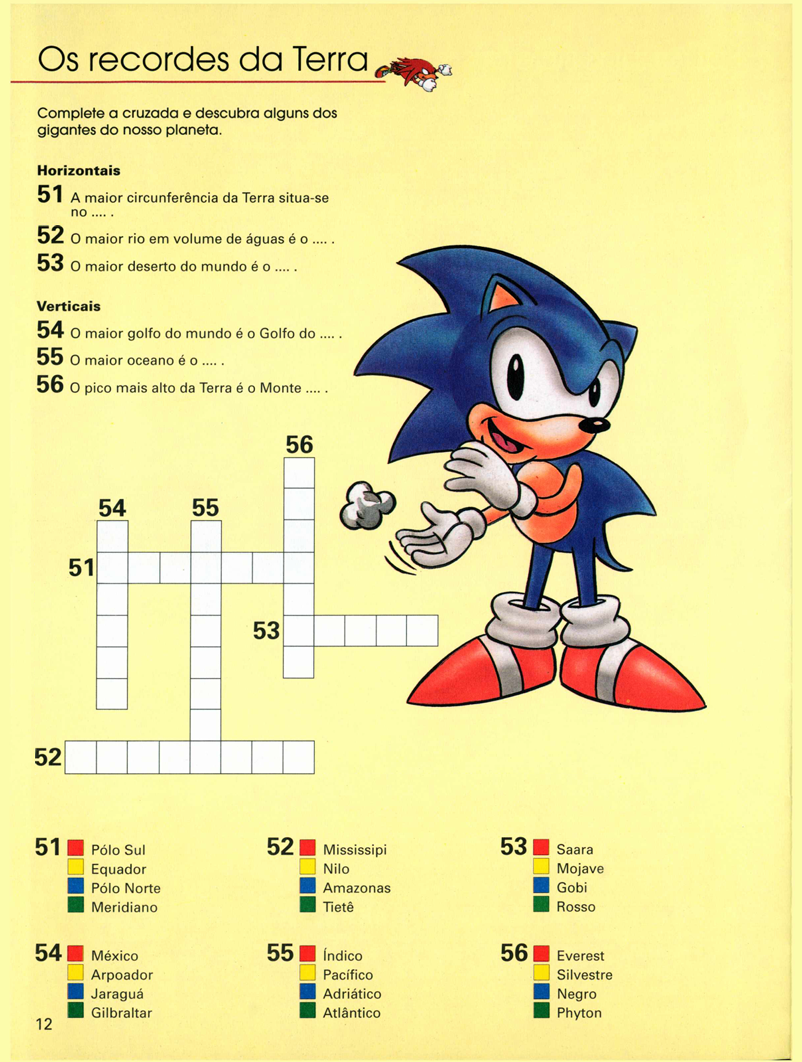 Os recordes da Terra
Complete a cruzada e descubra alguns dos
gigantes do nosso planeta.
Horizontais
51 A maior circunferência da Terra situa-se
no .... .
52 O maior rio em volume de águas é o .... .
53 O maior deserto do mundo é o .... .
Verticais
54 O maior golfo do mundo é o Golfo do .... .
55 O maior oceano é o .... .
56 O pico mais alto da Terra é o Monte .... .
56
54
55
51
53
52
51
Pólo Sul
Equador
Pólo Norte
Meridiano
52
Mississipi
Nilo
Amazonas
Tietê
53
Saara
Mojave
Gobi
Rosso
54
México
Arpoador
Jaraguá
Gilbraltar
55
Índico
Pacífico
Adriático
Atlântico
56
Everest
Silvestre
Negro
Phyton
12